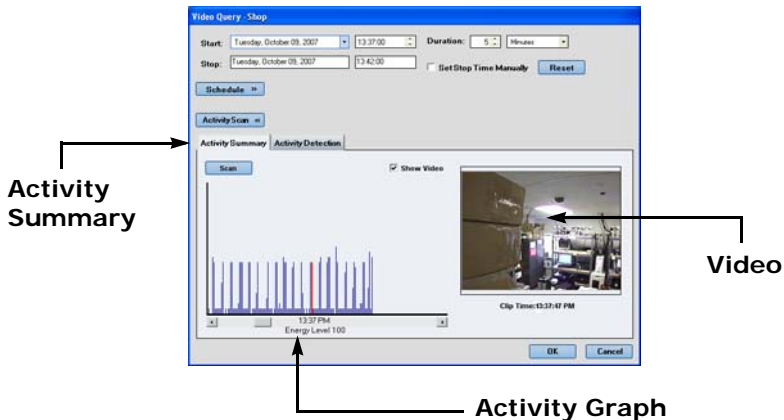 Video Query - Shop
Start: Tuesday, October 09, 2007 13:37:00 Duration: 5 Minutes
Stop: Tuesday, October 09, 2007 13:42:00 Set Stop Time Manually Reset
Schedule »
Activity Scan «
Activity Summary Activity Detection
Scan Show Video
Activity Summary
Video
Clip Time:13:37:47 PM
13:37 PM
Energy Level 100
OK Cancel
Activity Graph